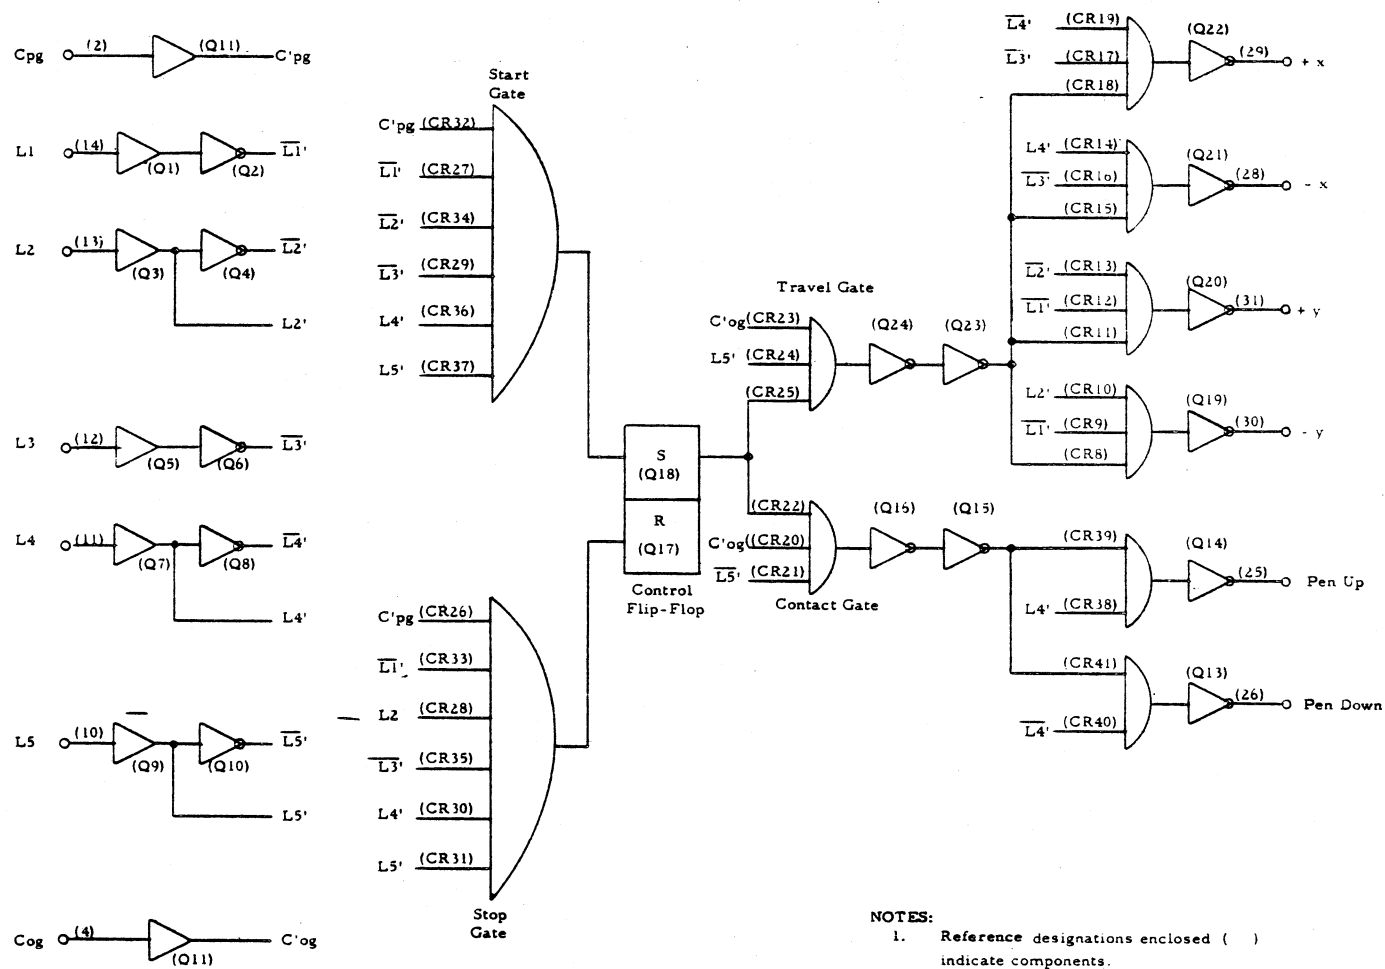 Cpg (2) (Q11) C'pg
L1 (14) (Q1) (Q2) L1'
L2 (13) (Q3) (Q4) L2'
L2'
L3 (12) (Q5) (Q6) L3'
L4 (11) (Q7) (Q8) L4'
L4'
L5 (10) (Q9) (Q10) L5'
L5'
Cog (4) (Q11) C'og
Start
Gate
C'pg (CR32)
L1' (CR27)
L2' (CR34)
L3' (CR29)
L4' (CR36)
L5' (CR37)
C'pg (CR26)
L1' (CR33)
L2 (CR28)
L3' (CR35)
L4' (CR30)
L5' (CR31)
Stop
Gate
S
(Q18)
R
(Q17)
Control
Flip-Flop
Travel Gate
C'og (CR23)
L5' (CR24)
(CR25)
(Q24) (Q23)
(CR22)
C'og ((CR20)
L5' (CR21)
Contact Gate
(Q16) (Q15)
L4' (CR19)
L3' (CR17)
(CR18)
(Q22) (29) + x
L4' (CR14)
L3' (CR16)
(CR15)
(Q21) (28) - x
L2' (CR13)
L1' (CR12)
(CR11)
(Q20) (31) + y
L2' (CR10)
L1' (CR9)
(CR8)
(Q19) (30) - y
(CR39)
L4' (CR38)
(Q14) (25) Pen Up
(CR41)
L4' (CR40)
(Q13) (26) Pen Down
NOTES:
1. Reference designations enclosed ( )
indicate components.